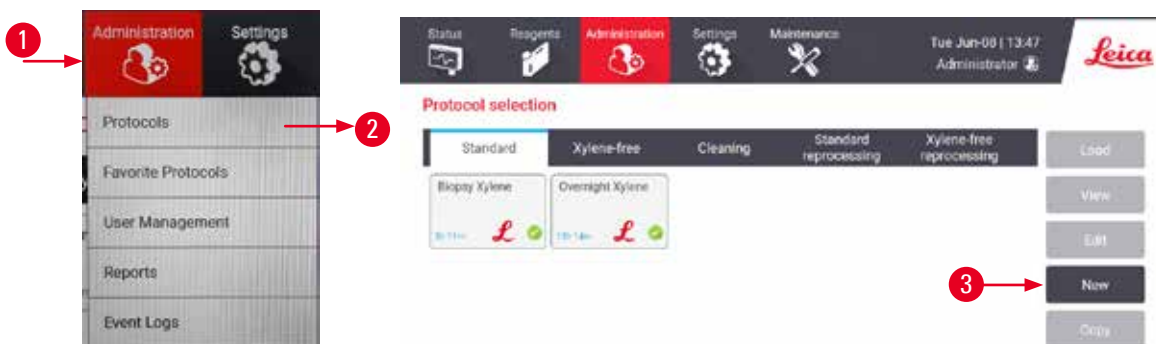 1
Administration
Settings
Protocols
2
Favorite Protocols
User Management
Reports
Event Logs
Status
Reagents
Administration
Settings
Maintenance
Tue Jun-08 | 13:47
Administrator
Leica
Protocol selection
Standard
Xylene-free
Cleaning
Standard
reprocessing
Xylene-free
reprocessing
Load
Biopsy Xylene
Overnight Xylene
View
Edit
3
New
Copy